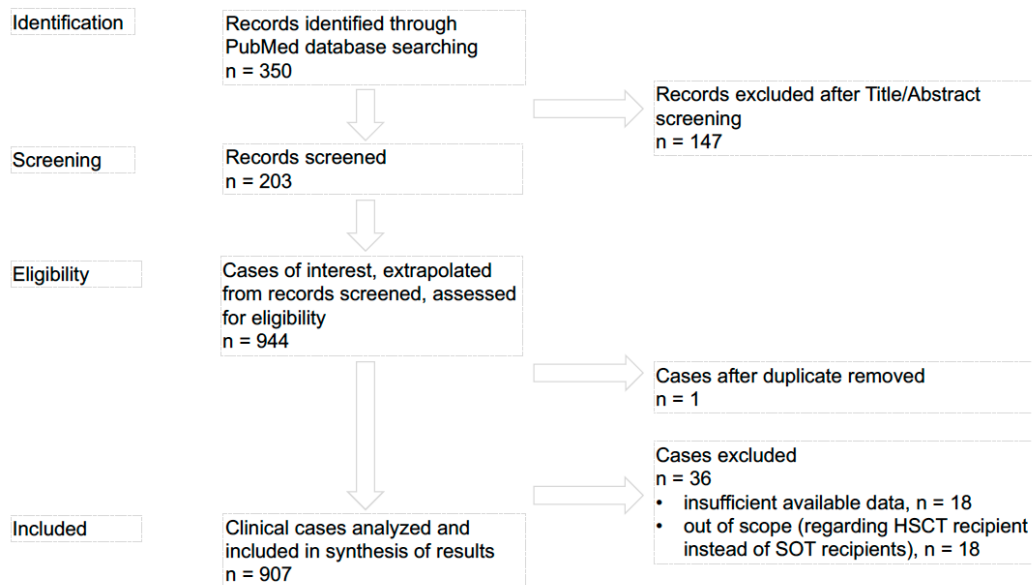 Identification
Records identified through
PubMed database searching
n = 350
Records excluded after Title/Abstract
screening
n = 147
Screening
Records screened
n = 203
Eligibility
Cases of interest, extrapolated
from records screened, assessed
for eligibility
n = 944
Cases after duplicate removed
n = 1
Cases excluded
n = 36
• insufficient available data, n = 18
• out of scope (regarding HSCT recipient
instead of SOT recipients), n = 18
Included
Clinical cases analyzed and
included in synthesis of results
n = 907